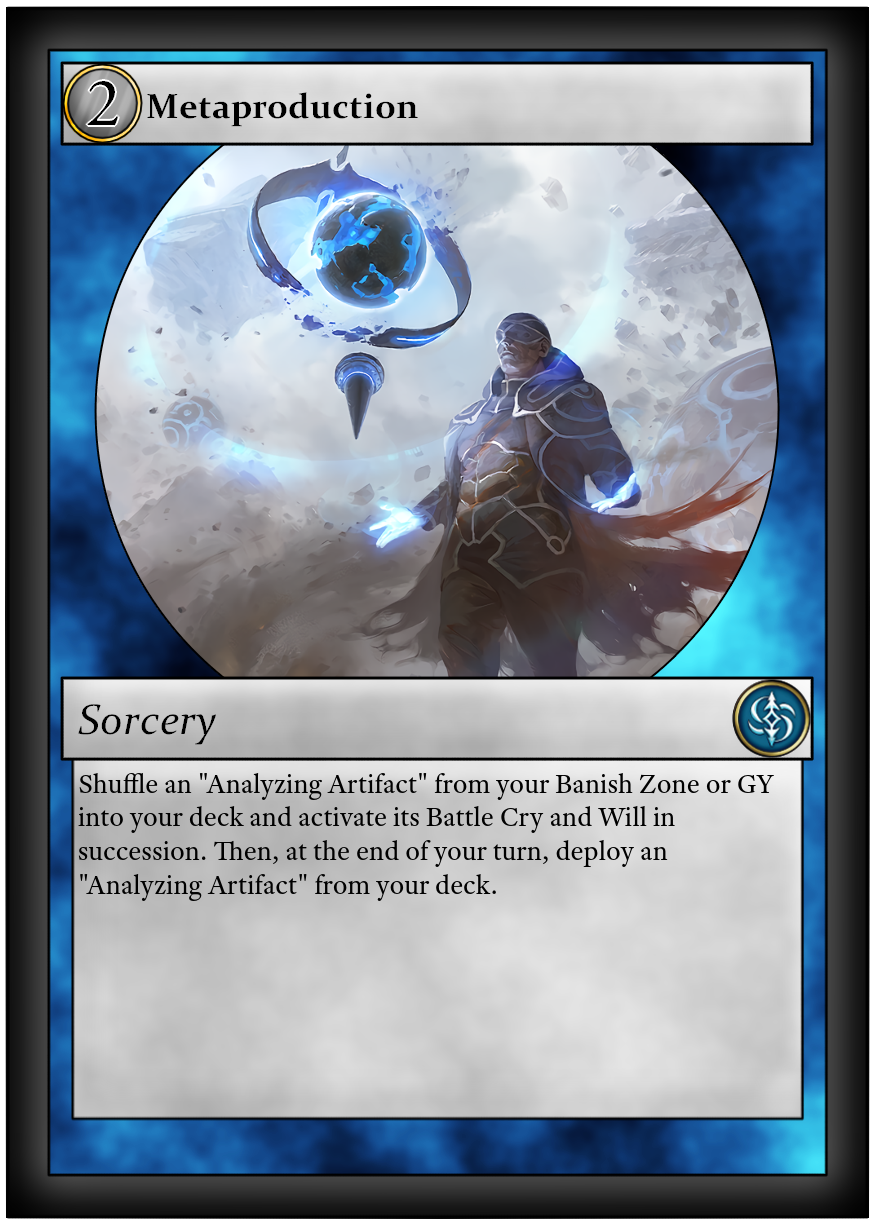 2
Metaproduction
Sorcery
Shuffle an "Analyzing Artifact" from your Banish Zone or GY
into your deck and activate its Battle Cry and Will in
succession. Then, at the end of your turn, deploy an
"Analyzing Artifact" from your deck.